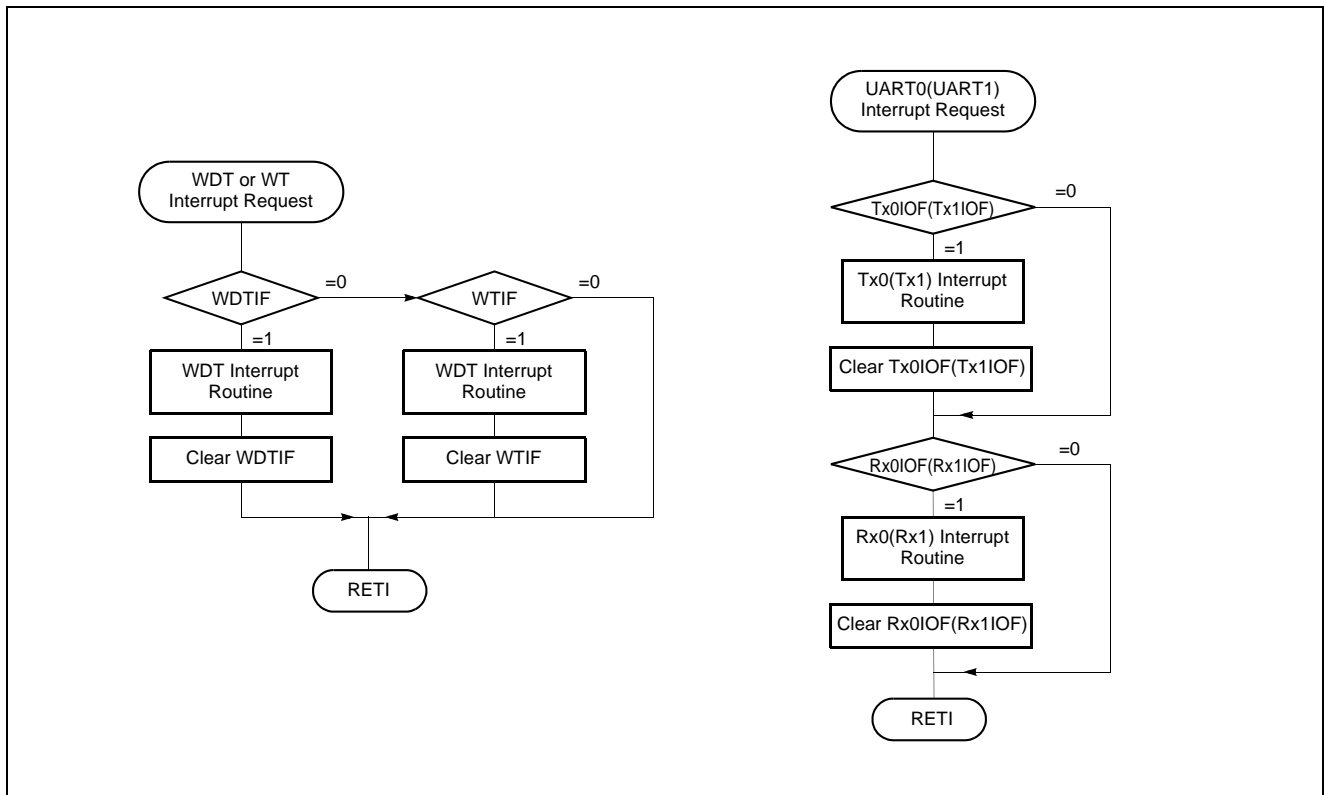 WDT or WT
Interrupt Request
WDTIF
=0
WTIF
=0
=1
=1
WDT Interrupt
Routine
WDT Interrupt
Routine
Clear WDTIF
Clear WTIF
RETI
UART0(UART1)
Interrupt Request
Tx0IOF(Tx1IOF)
=0
=1
Tx0(Tx1) Interrupt
Routine
Clear Tx0IOF(Tx1IOF)
Rx0IOF(Rx1IOF)
=0
=1
Rx0(Rx1) Interrupt
Routine
Clear Rx0IOF(Rx1IOF)
RETI